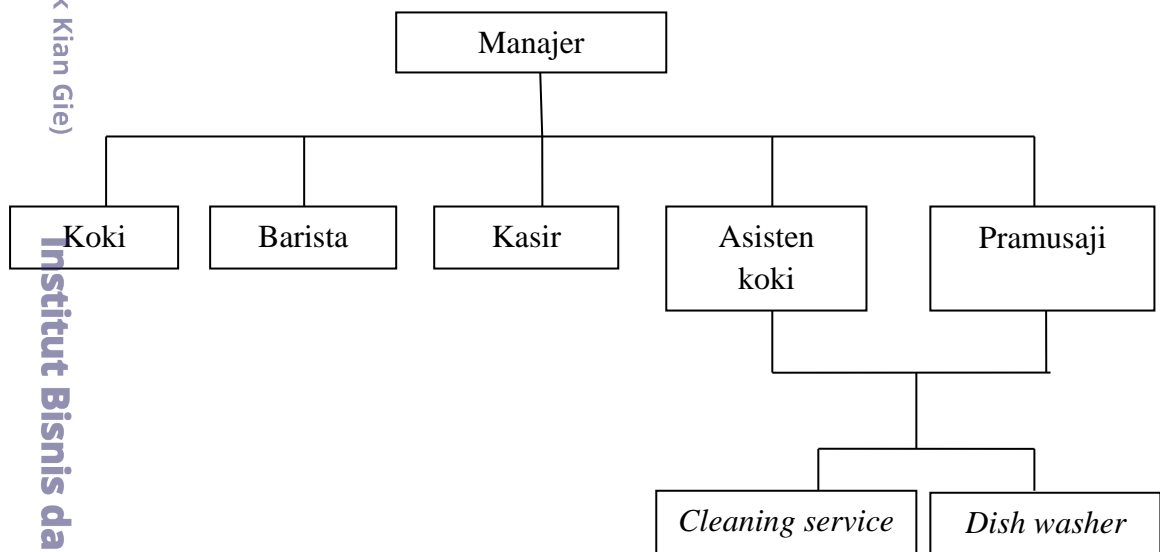 k Kian Gie)
Institut Bisnis da
Manajer
Koki
Barista
Kasir
Asisten
koki
Pramusaji
Cleaning service
Dish washer